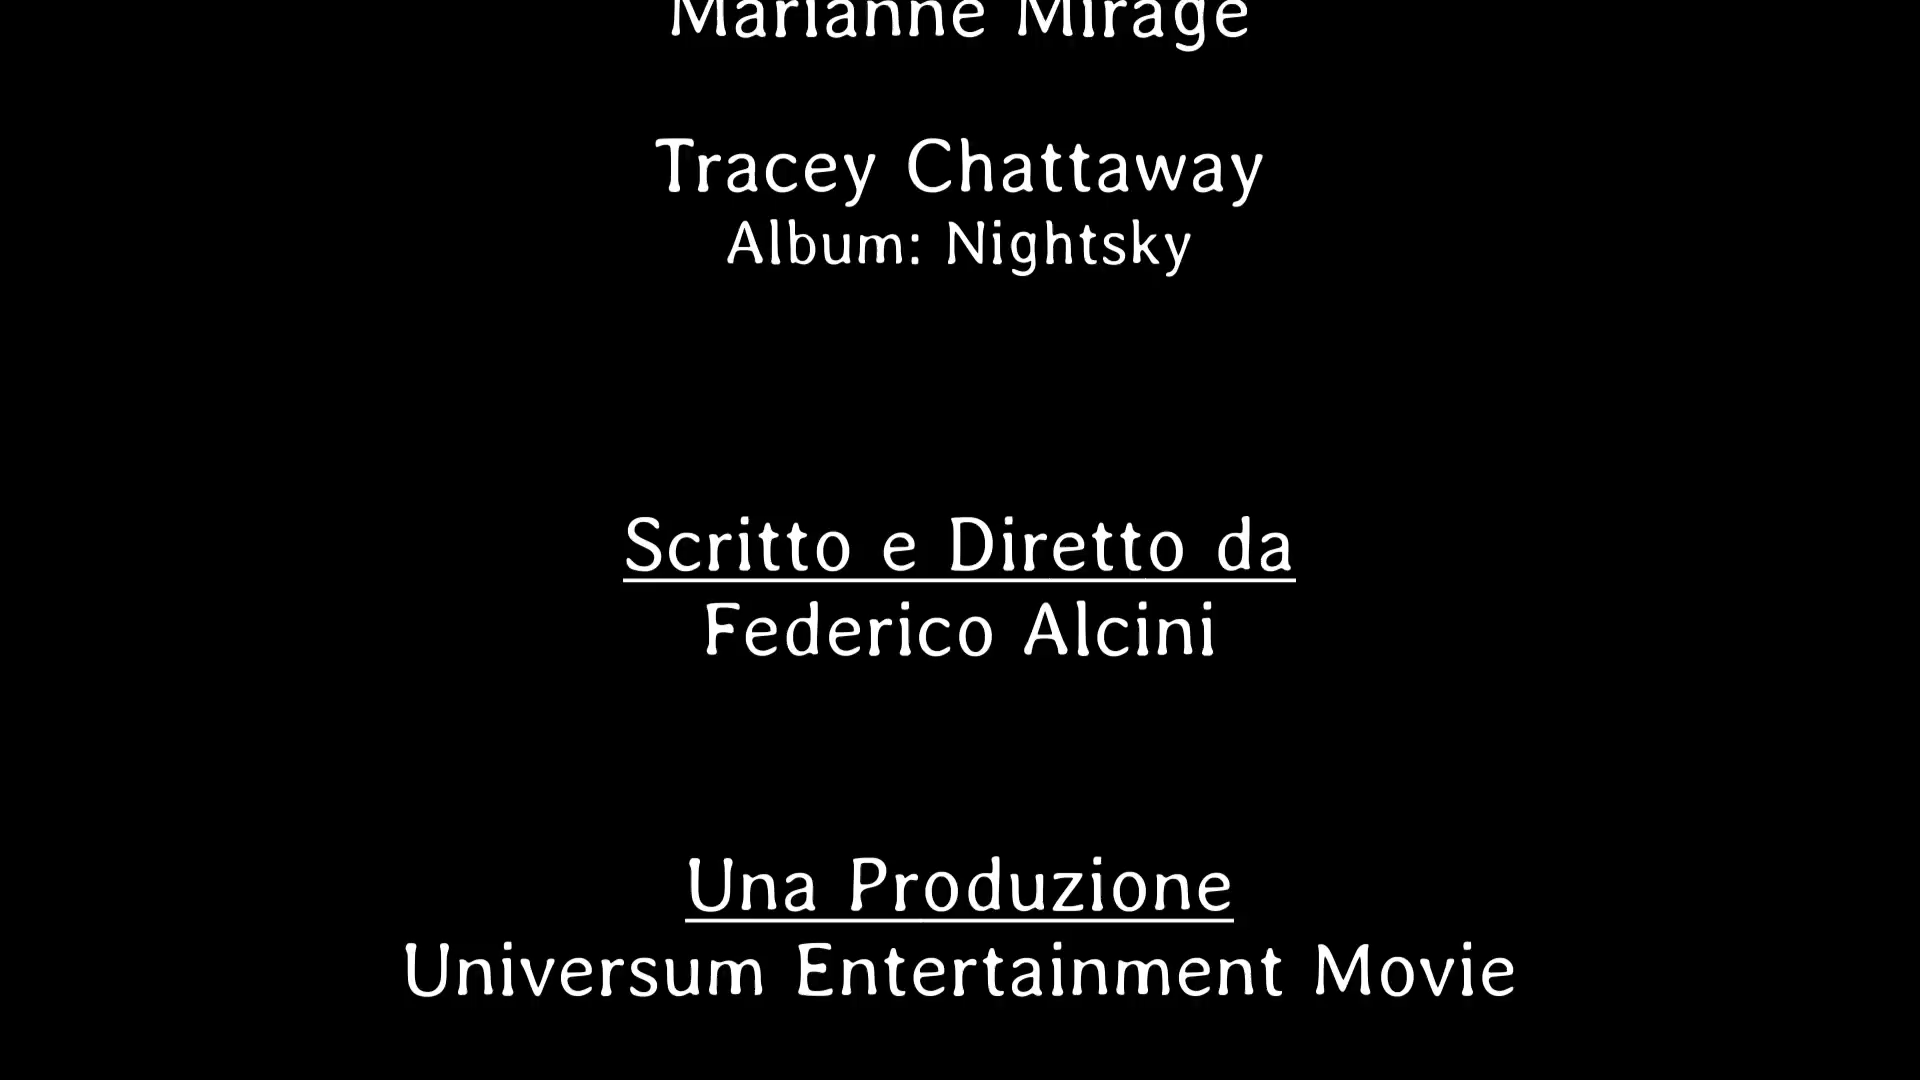 Marianne Mirage
Tracey Chattaway
Album: Nightsky
Scritto e Diretto da
Federico Alcini
Una Produzione
Universum Entertainment Movie